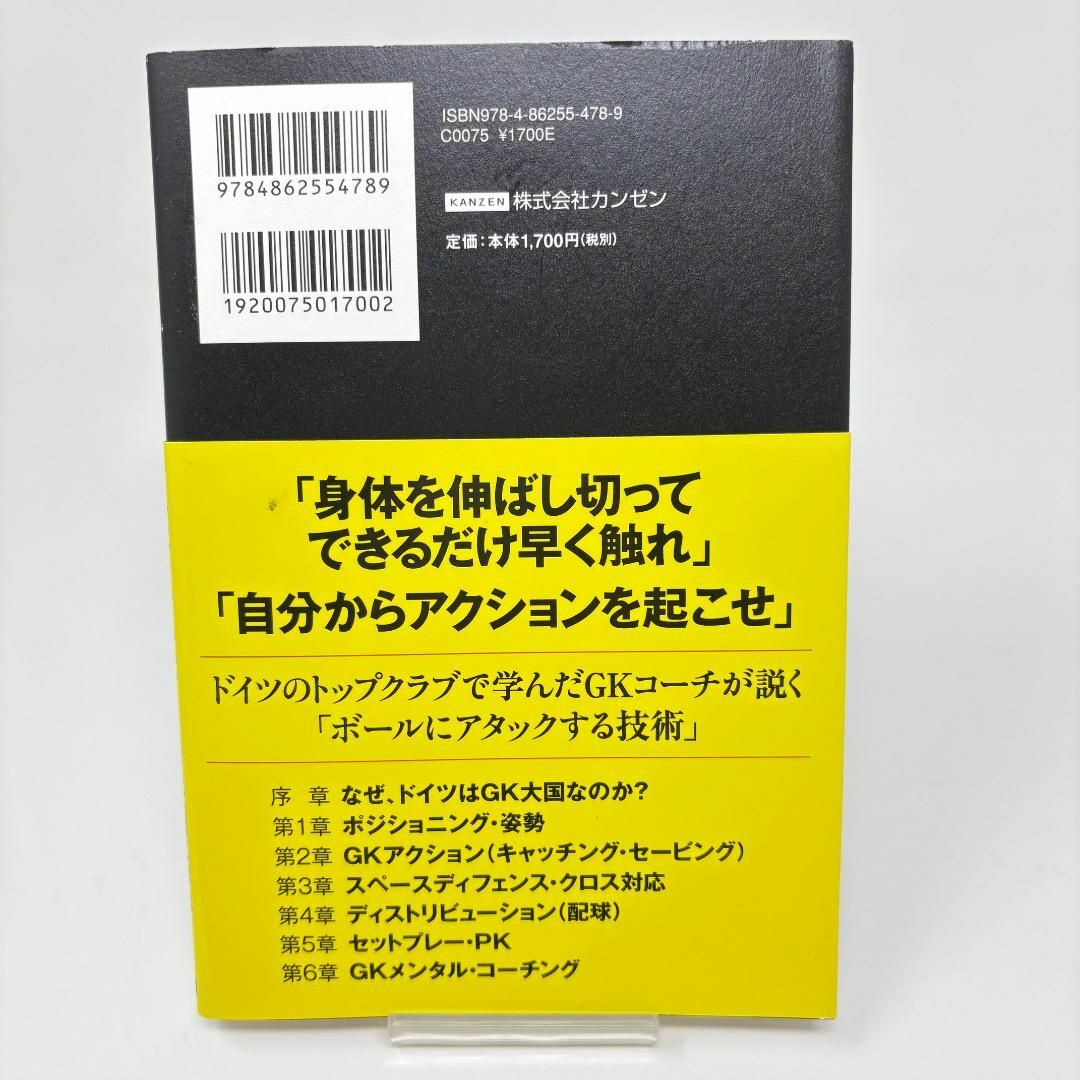 9784862554789
1920075017002
ISBN978-4-86255-478-9
C0075 ¥1700E
KANZEN 株式会社カンゼン
定価:本体1,700円(税別)
「身体を伸ばし切って
できるだけ早く触れ」
「自分からアクションを起こせ」
ドイツのトップクラブで学んだGKコーチが説く
「ボールにアタックする技術」
序 章 なぜ、ドイツはGK大国なのか?
第1章 ポジショニング・姿勢
第2章 GKアクション(キャッチング・セービング)
第3章 スペースディフェンス・クロス対応
第4章 ディストリビューション(配球)
第5章 セットプレー・PK
第6章 GKメンタル・コーチング